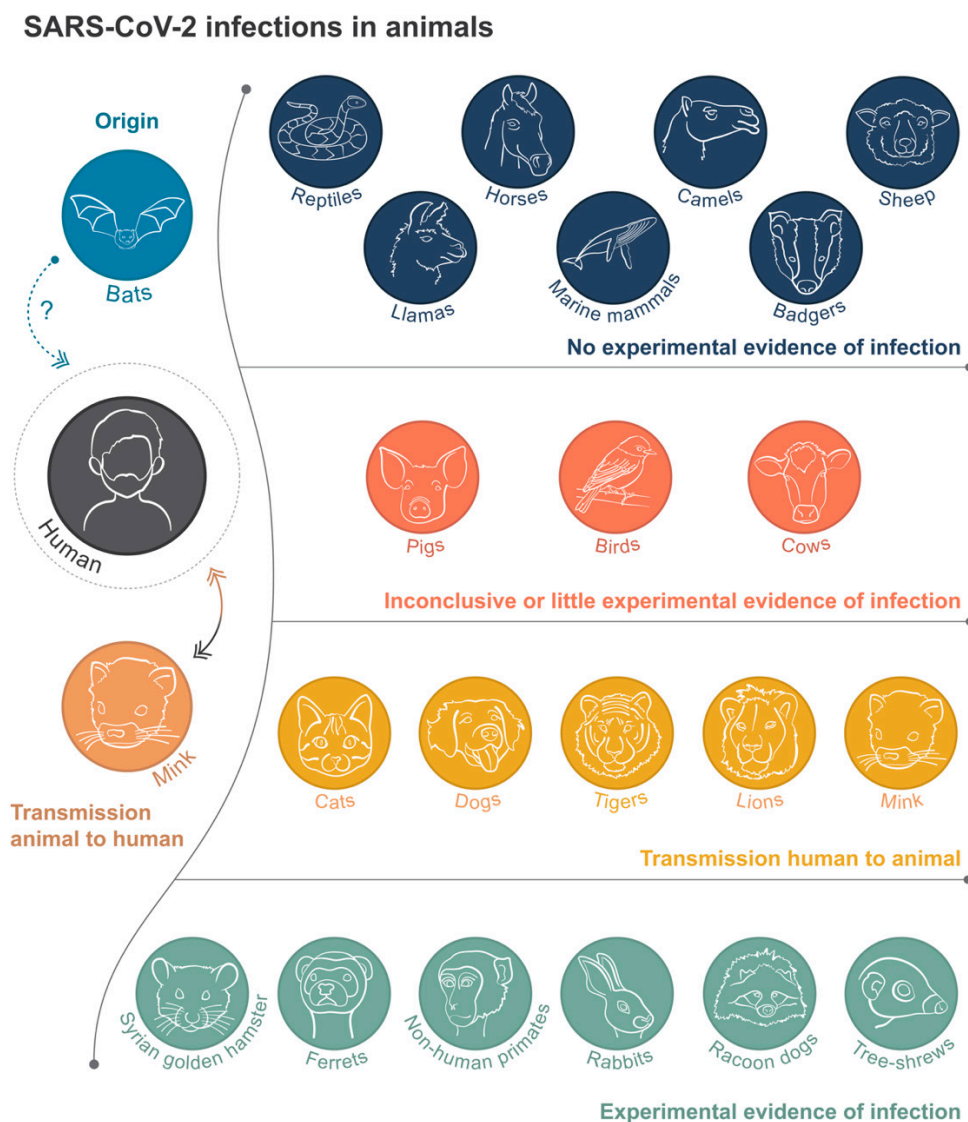 SARS-CoV-2 infections in animals
Origin
Bats
?
Human
Mink
Transmission
animal to human
Reptiles
Horses
Camels
Sheep
Llamas
Marine mammals
Badgers
No experimental evidence of infection
Pigs
Birds
Cows
Inconclusive or little experimental evidence of infection
Cats
Dogs
Tigers
Lions
Mink
Transmission human to animal
Syrian golden hamster
Ferrets
Non-human primates
Rabbits
Racoon dogs
Tree-shrews
Experimental evidence of infection